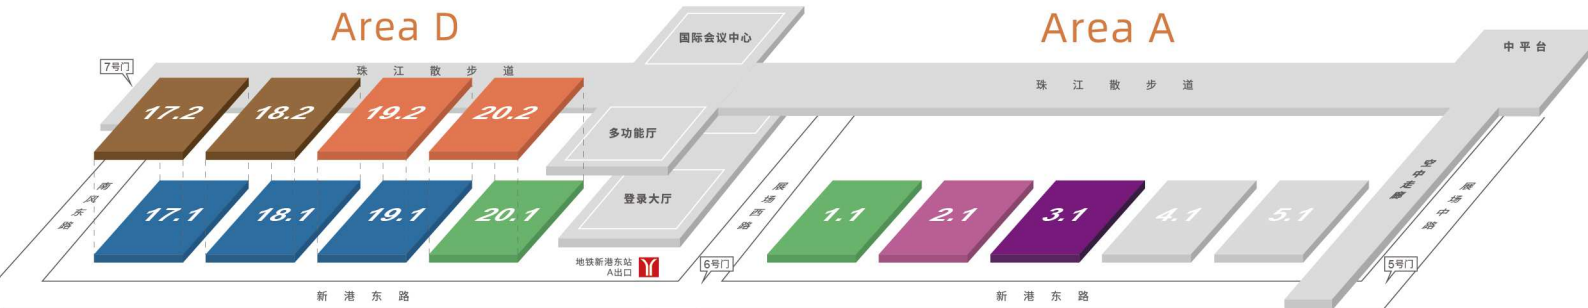 Area D
Area A
国际会议中心
中平台
7号门
珠江散步道
珠江散步道
17.2
18.2
19.2
20.2
多功能厅
空中走廊
南风东路
17.1
18.1
19.1
20.1
登录大厅
展场西路
1.1
2.1
3.1
4.1
5.1
展场中路
地铁新港东站
A出口
6号门
5号门
新港东路
新港东路